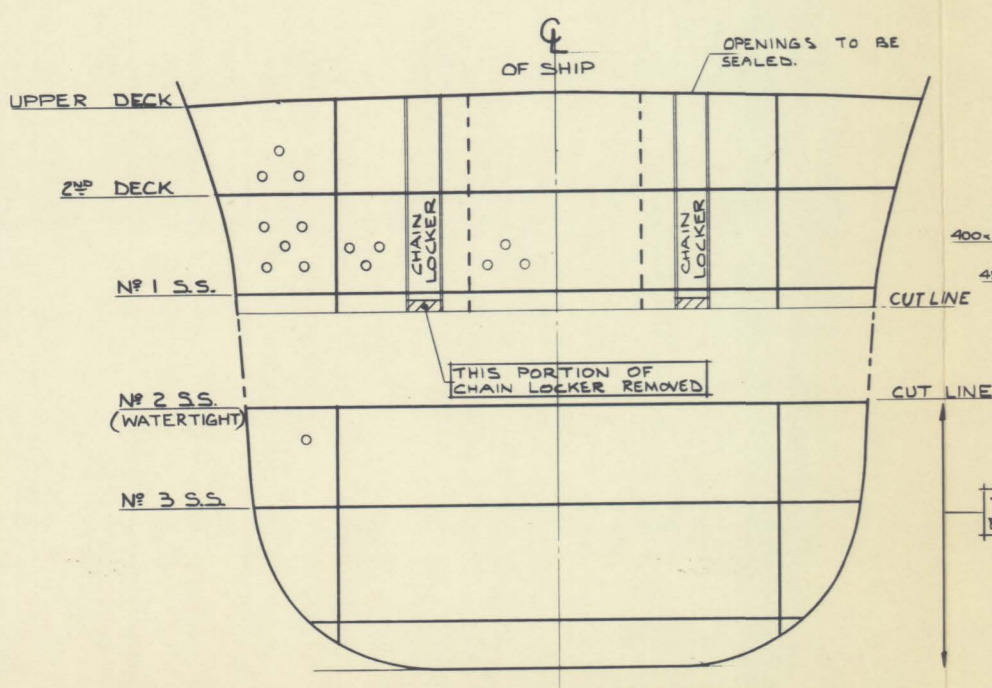 ℄
OF SHIP
OPENINGS TO BE
SEALED.
UPPER DECK
2ND DECK
CHAIN
LOCKER
CHAIN
LOCKER
400
Nº 1 S.S.
CUT LINE
THIS PORTION OF
CHAIN LOCKER REMOVED
Nº 2 S.S.
(WATERTIGHT)
CUT LINE
Nº 3 S.S.